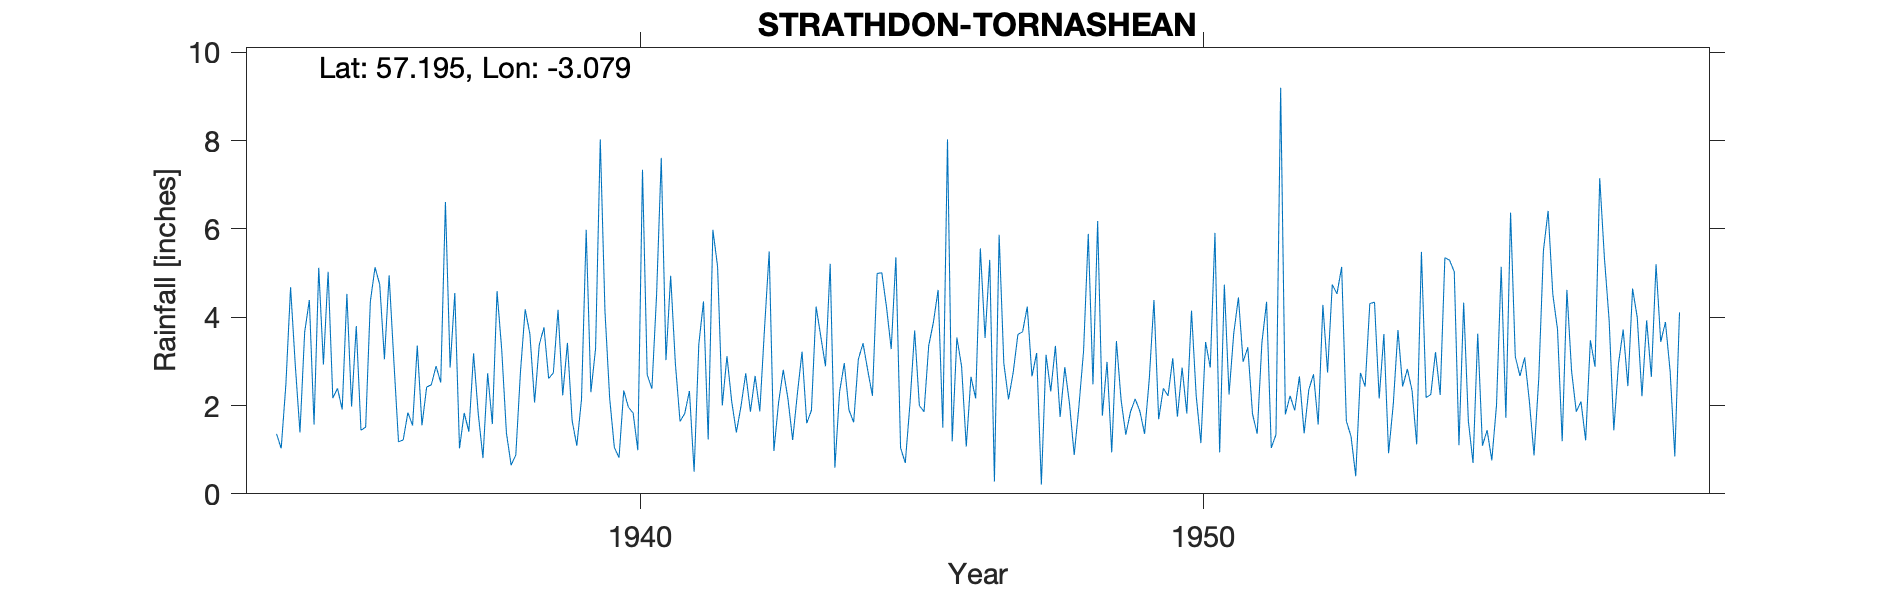 STRATHDON-TORNASHEAN
Lat: 57.195, Lon: -3.079
10
8
6
4
2
0
Rainfall [inches]
1940
1950
Year